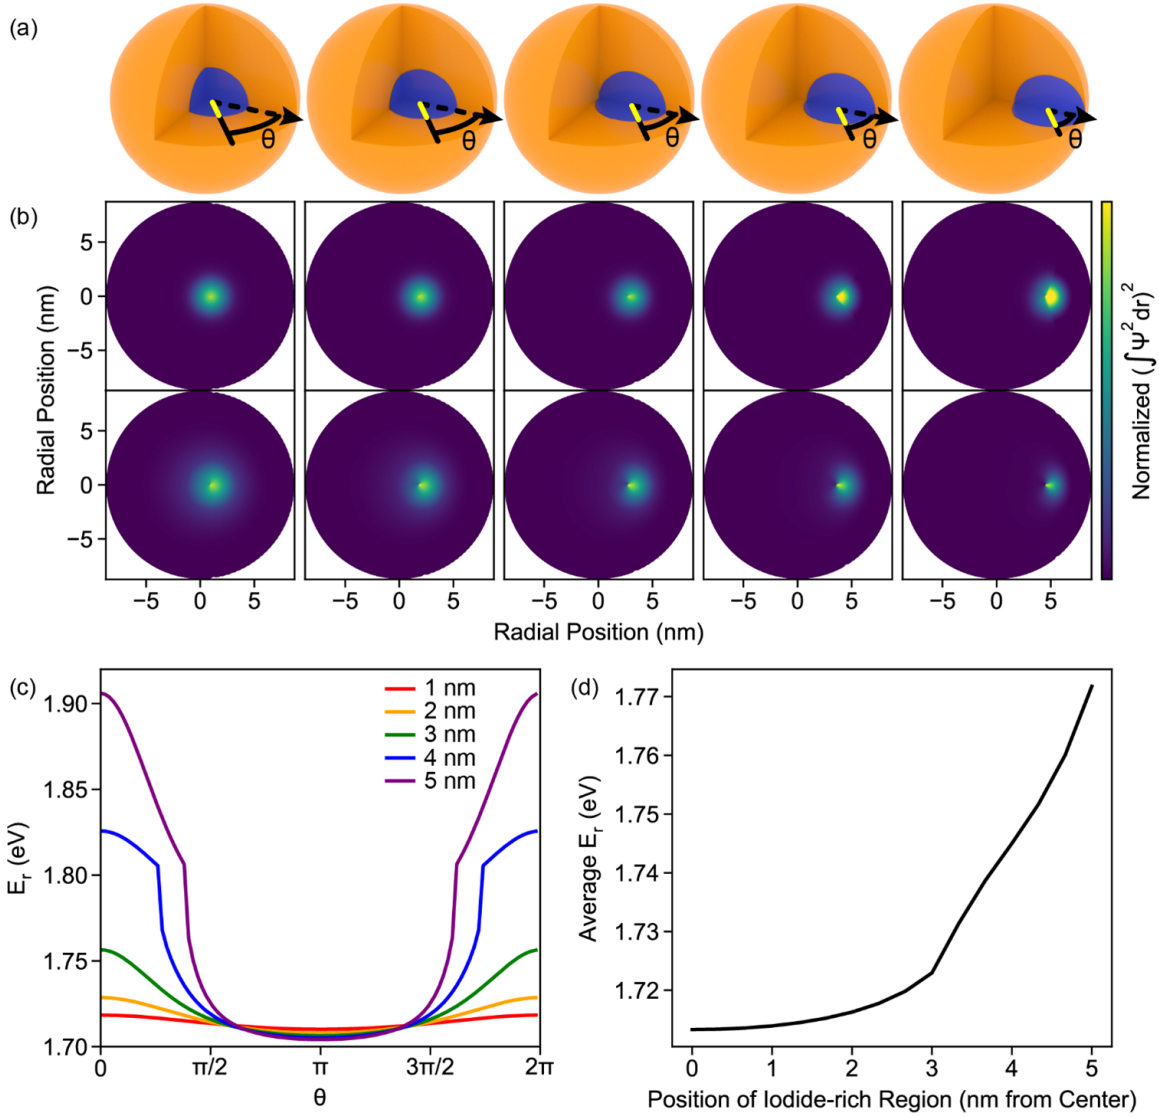 (a)
θ
θ
θ
θ
θ
(b)
5
0
−5
5
0
−5
Radial Position (nm)
−5 0 5
−5 0 5
−5 0 5
−5 0 5
−5 0 5
Radial Position (nm)
Normalized (∫ Ψ² dr)²
(c)
1.90
1.85
1.80
1.75
1.70
E_r (eV)
0 π/2 π 3π/2 2π
θ
1 nm
2 nm
3 nm
4 nm
5 nm
(d)
1.77
1.76
1.75
1.74
1.73
1.72
Average E_r (eV)
0 1 2 3 4 5
Position of Iodide-rich Region (nm from Center)